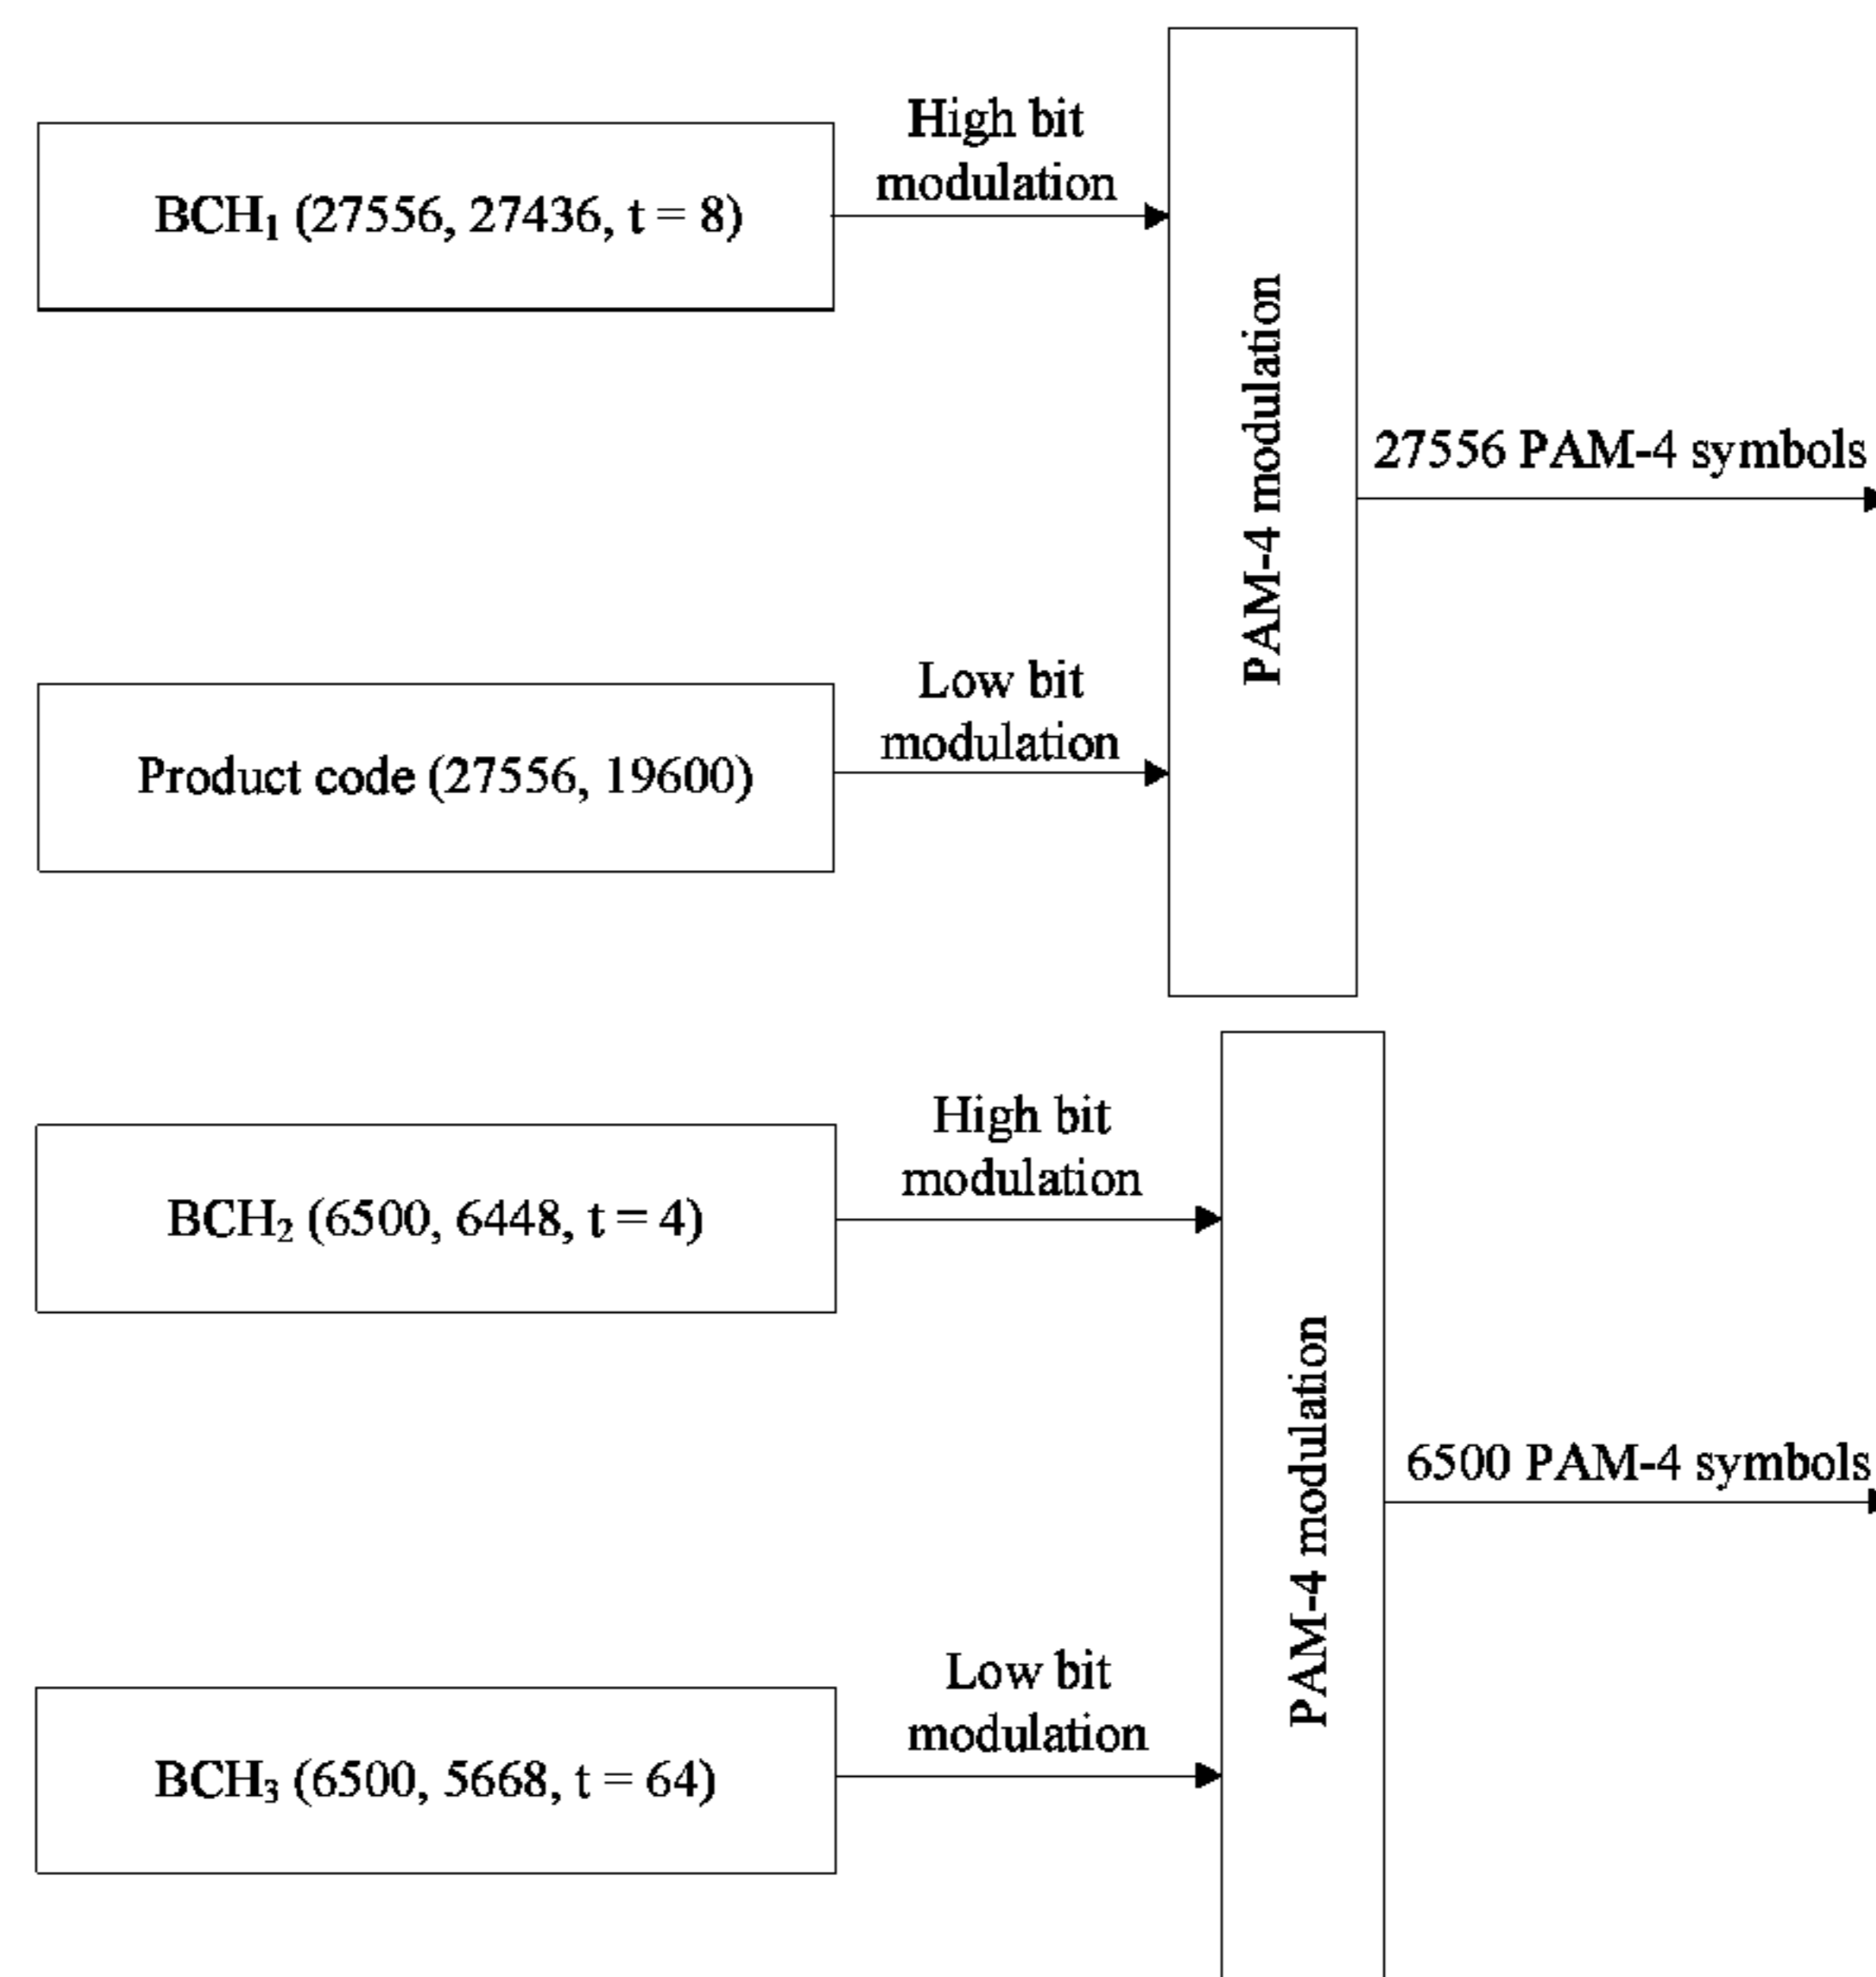 High bit
modulation
BCH₁ (27556, 27436, t = 8)
PAM-4 modulation
27556 PAM-4 symbols
Low bit
modulation
Product code (27556, 19600)
High bit
modulation
BCH₂ (6500, 6448, t = 4)
PAM-4 modulation
6500 PAM-4 symbols
Low bit
modulation
BCH₃ (6500, 5668, t = 64)